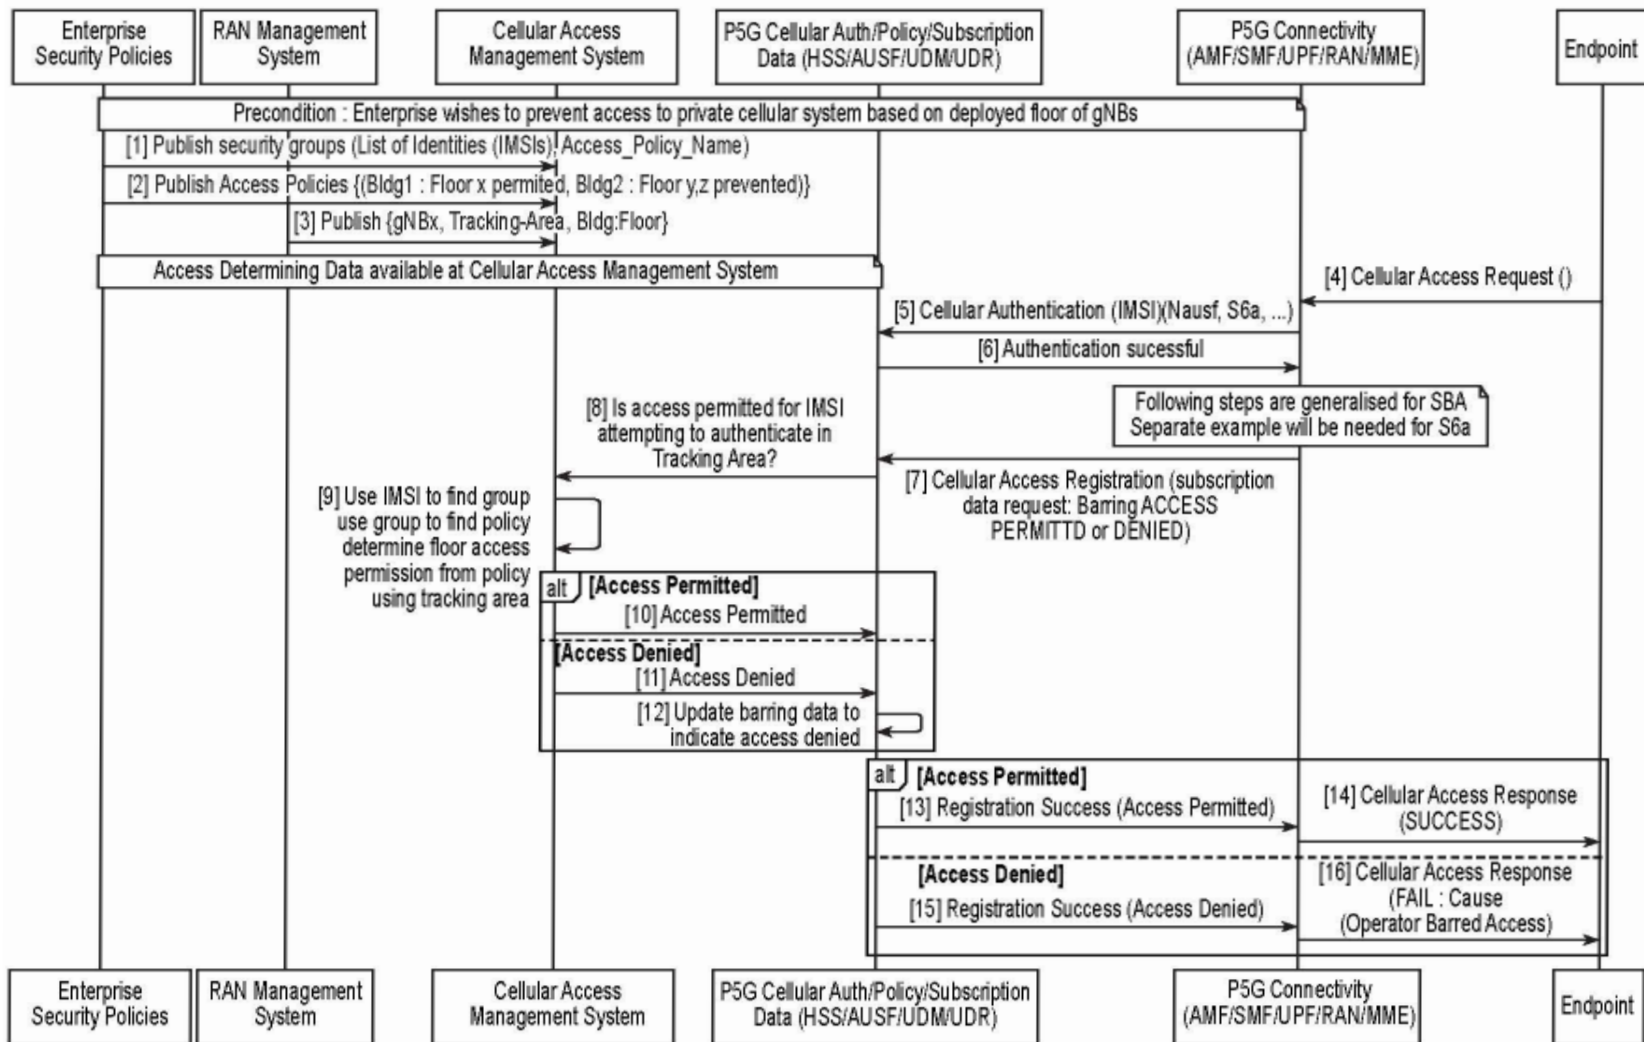 Enterprise
Security Policies
RAN Management
System
Cellular Access
Management System
P5G Cellular Auth/Policy/Subscription
Data (HSS/AUSF/UDM/UDR)
P5G Connectivity
(AMF/SMF/UPF/RAN/MME)
Endpoint
Precondition : Enterprise wishes to prevent access to private cellular system based on deployed floor of gNBs
[1] Publish security groups (List of Identities (IMSIs), Access_Policy_Name)
[2] Publish Access Policies {(Bldg1 : Floor x permited, Bldg2 : Floor y,z prevented)}
[3] Publish {gNBx, Tracking-Area, Bldg:Floor}
Access Determining Data available at Cellular Access Management System
[4] Cellular Access Request ()
[5] Cellular Authentication (IMSI)(Nausf, S6a, ...)
[6] Authentication sucessful
Following steps are generalised for SBA
Separate example will be needed for S6a
[8] Is access permitted for IMSI
attempting to authenticate in
Tracking Area?
[7] Cellular Access Registration (subscription
data request: Barring ACCESS
PERMITTD or DENIED)
[9] Use IMSI to find group
use group to find policy
determine floor access
permission from policy
using tracking area
alt [Access Permitted]
[10] Access Permitted
[Access Denied]
[11] Access Denied
[12] Update barring data to
indicate access denied
alt [Access Permitted]
[13] Registration Success (Access Permitted)
[14] Cellular Access Response
(SUCCESS)
[Access Denied]
[15] Registration Success (Access Denied)
[16] Cellular Access Response
(FAIL : Cause
(Operator Barred Access)
Enterprise
Security Policies
RAN Management
System
Cellular Access
Management System
P5G Cellular Auth/Policy/Subscription
Data (HSS/AUSF/UDM/UDR)
P5G Connectivity
(AMF/SMF/UPF/RAN/MME)
Endpoint